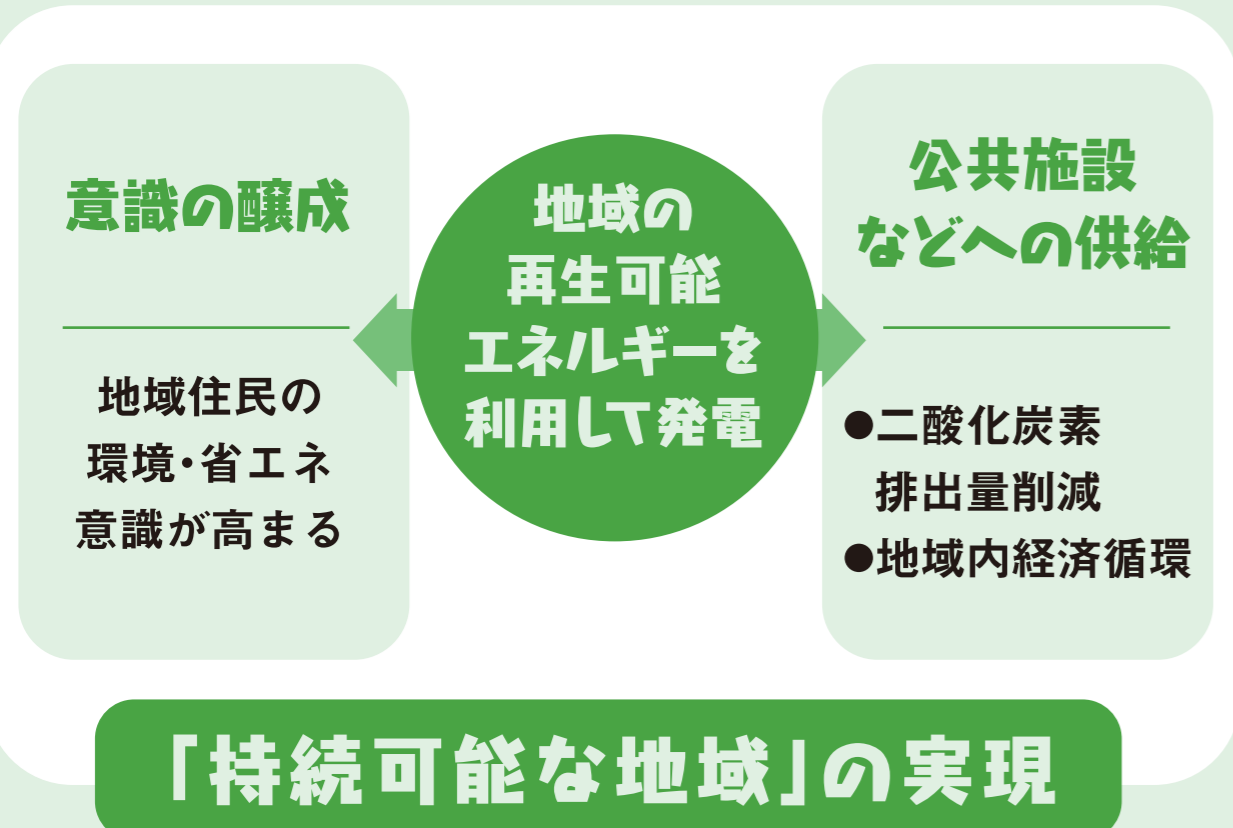 意識の醸成
地域住民の
環境・省エネ
意識が高まる
地域の
再生可能
エネルギーを
利用して発電
公共施設
などへの供給
●二酸化炭素
排出量削減
●地域内経済循環
「持続可能な地域」の実現